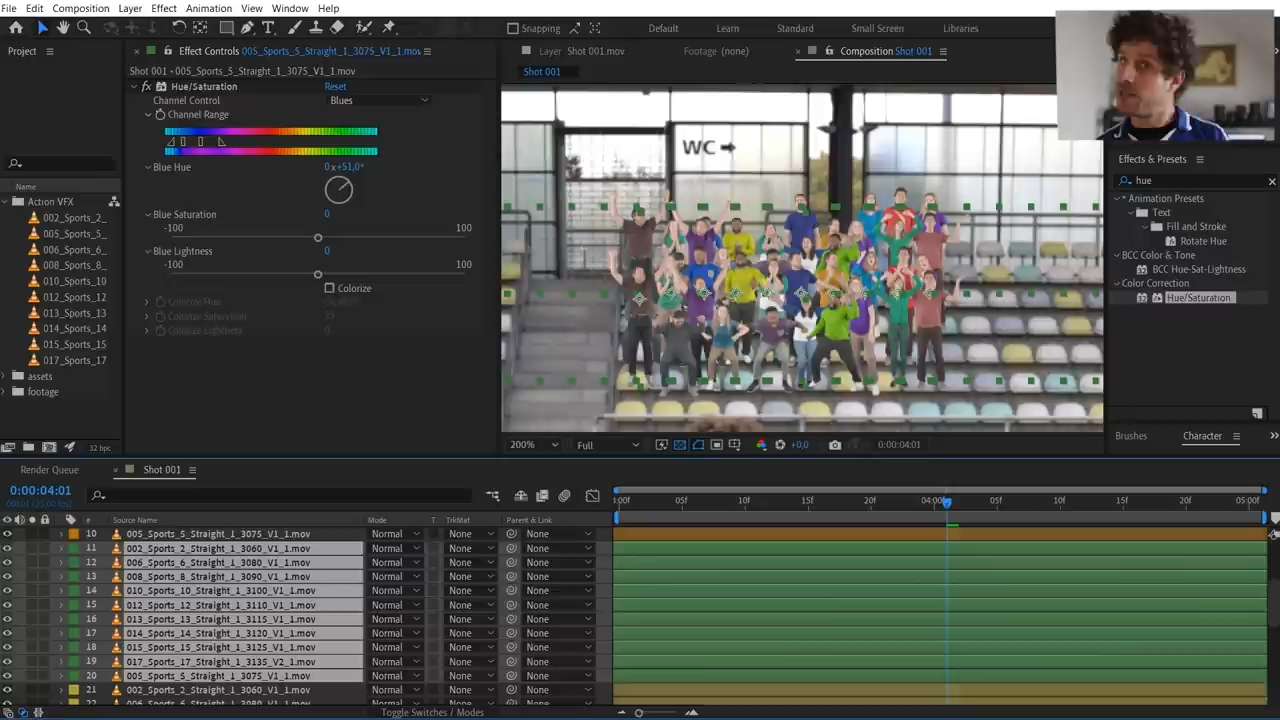 File Edit Composition Layer Effect Animation View Window Help
Snapping Default Learn Standard Small Screen Libraries
Project
Effect Controls 005_Sports_5_Straight_1_3075_V1_1.mov
Layer Shot 001.mov
Footage (none)
Composition Shot 001
Shot 001 • 005_Sports_5_Straight_1_3075_V1_1.mov
Shot 001
fx Hue/Saturation Reset
Channel Control Blues
Channel Range
Blue Hue 0x+51,0°
Blue Saturation 0
-100 100
Blue Lightness 0
-100 100
Colorize
Colorize Hue
Colorize Saturation 25
Colorize Lightness 0
Name
Action VFX
002_Sports_2_
005_Sports_5_
006_Sports_6_
008_Sports_8_
010_Sports_10
012_Sports_12
013_Sports_13
014_Sports_14
015_Sports_15
017_Sports_17
assets
footage
32 bpc
WC
200% Full +0,0 0:00:04:01
Effects & Presets
hue
* Animation Presets
Text
Fill and Stroke
Rotate Hue
BCC Color & Tone
BCC Hue-Sat-Lightness
Color Correction
Hue/Saturation
Brushes Character
Render Queue Shot 001
0:00:04:01
:00f 05f 10f 15f 20f 04:00f 05f 10f 15f 20f 05:00f
# Source Name Mode T TrkMat Parent & Link
10 005_Sports_5_Straight_1_3075_V1_1.mov Normal None None
11 002_Sports_2_Straight_1_3060_V1_1.mov Normal None None
12 006_Sports_6_Straight_1_3080_V1_1.mov Normal None None
13 008_Sports_8_Straight_1_3090_V1_1.mov Normal None None
14 010_Sports_10_Straight_1_3100_V1_1.mov Normal None None
15 012_Sports_12_Straight_1_3110_V1_1.mov Normal None None
16 013_Sports_13_Straight_1_3115_V1_1.mov Normal None None
17 014_Sports_14_Straight_1_3120_V1_1.mov Normal None None
18 015_Sports_15_Straight_1_3125_V1_1.mov Normal None None
19 017_Sports_17_Straight_1_3135_V2_1.mov Normal None None
20 005_Sports_5_Straight_1_3075_V1_1.mov Normal None None
21 002_Sports_2_Straight_1_3060_V1_1.mov Normal None None
Toggle Switches / Modes